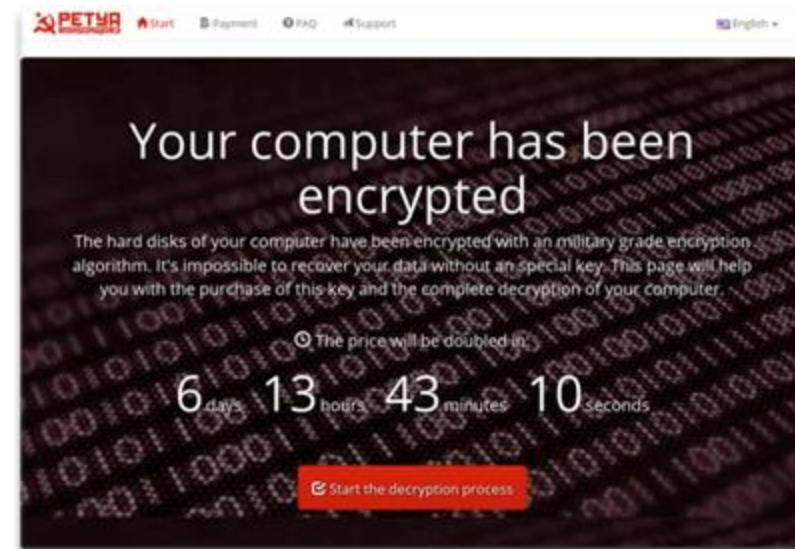 PETYA
RANSOMWARE
Start
Payment
FAQ
Support
English
Your computer has been
encrypted
The hard disks of your computer have been encrypted with an military grade encryption
algorithm. It's impossible to recover your data without an special key. This page will help
you with the purchase of this key and the complete decryption of your computer.
The price will be doubled in:
6 days 13 hours 43 minutes 10 seconds
Start the decryption process